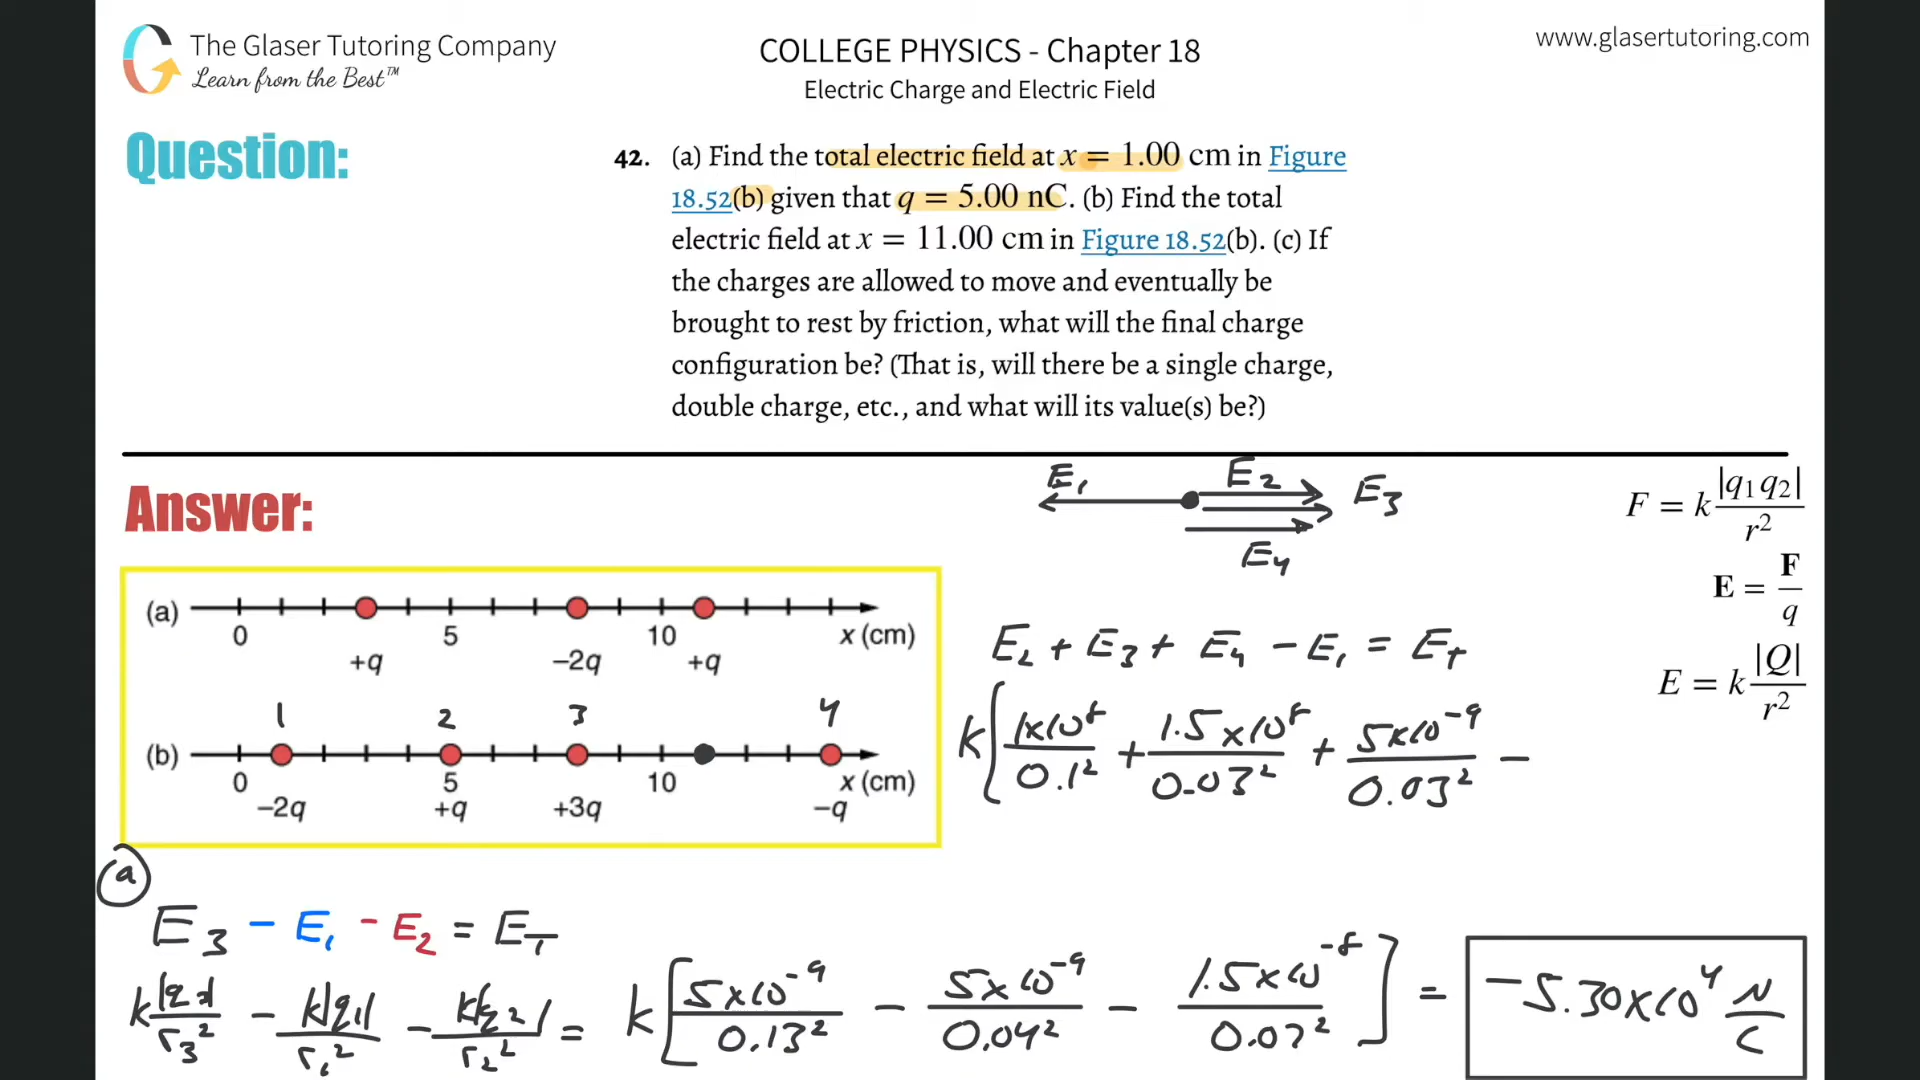 The Glaser Tutoring Company
Learn from the Best™
COLLEGE PHYSICS - Chapter 18
Electric Charge and Electric Field
www.glasertutoring.com
Question:
42. (a) Find the total electric field at x = 1.00 cm in Figure
18.52(b) given that q = 5.00 nC. (b) Find the total
electric field at x = 11.00 cm in Figure 18.52(b). (c) If
the charges are allowed to move and eventually be
brought to rest by friction, what will the final charge
configuration be? (That is, will there be a single charge,
double charge, etc., and what will its value(s) be?)
Answer:
E₁ E₂ E₃
E₄
F = k |q₁q₂| / r²
E = F / q
E = k |Q| / r²
(a)
0 5 10 x (cm)
+q −2q +q
1 2 3 4
(b)
0 5 10 x (cm)
−2q +q +3q −q
E₂ + E₃ + E₄ − E₁ = E_T
k [ 1x10⁸ / 0.1² + 1.5x10⁸ / 0.03² + 5x10⁻⁹ / 0.03² −
a
E₃ − E₁ − E₂ = E_T
k|q₃| / r₃² − k|q₁| / r₁² − k|q₂| / r₂² = k [ 5x10⁻⁹ / 0.13² − 5x10⁻⁹ / 0.04² − 1.5x10⁻⁸ / 0.07² ] = −5.30x10⁴ N/C